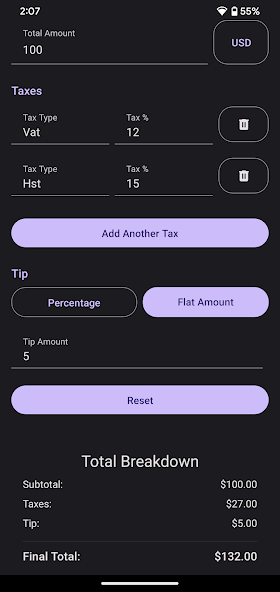 2:07
55%
Total Amount
100
USD
Taxes
Tax Type
Tax %
Vat
12
Tax Type
Tax %
Hst
15
Add Another Tax
Tip
Percentage
Flat Amount
Tip Amount
5
Reset
Total Breakdown
Subtotal: $100.00
Taxes: $27.00
Tip: $5.00
Final Total: $132.00